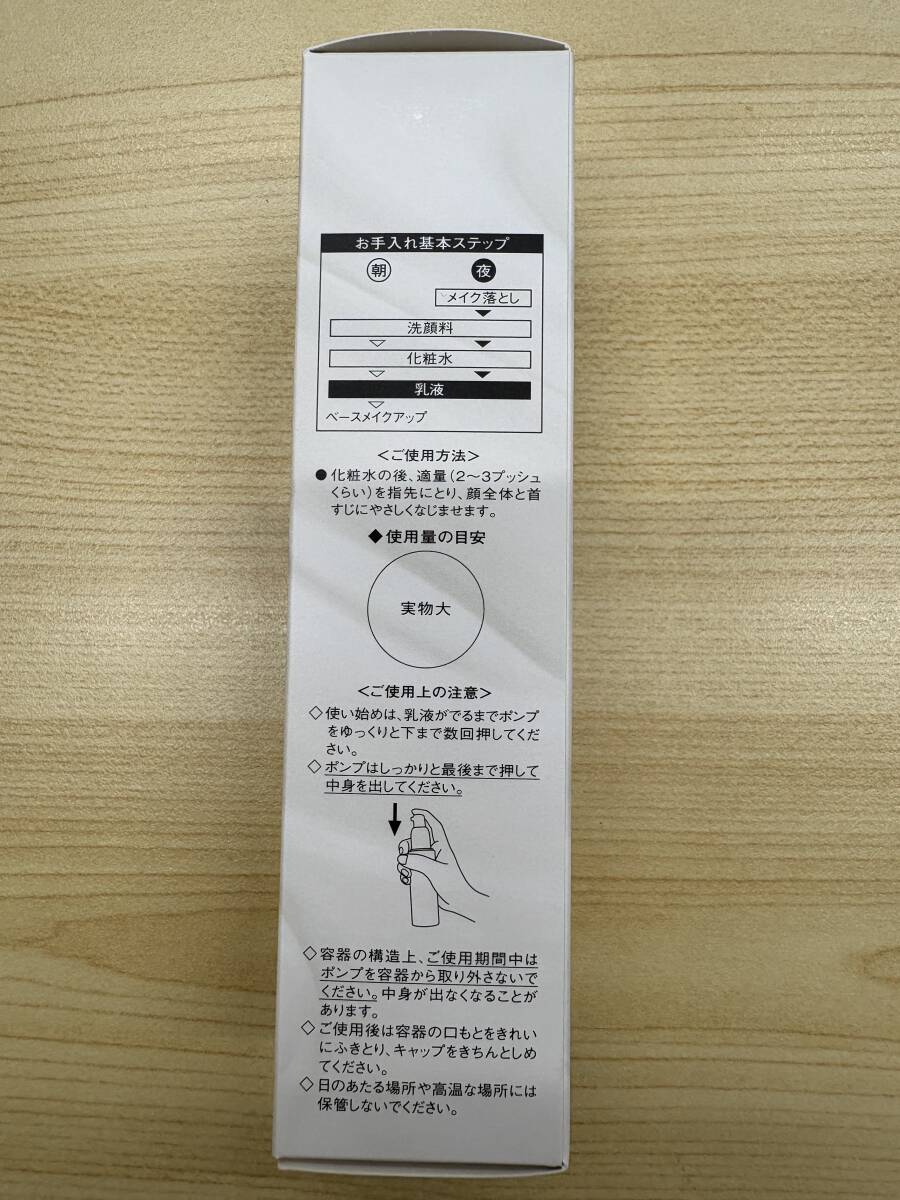 お手入れ基本ステップ
朝 夜
メイク落とし
洗顔料
化粧水
乳液
ベースメイクアップ
＜ご使用方法＞
●化粧水の後、適量(2〜3プッシュ
くらい)を指先にとり、顔全体と首
すじにやさしくなじませます。
◆使用量の目安
実物大
＜ご使用上の注意＞
◇使い始めは、乳液がでるまでポンプ
をゆっくりと下まで数回押してくだ
さい。
◇ポンプはしっかりと最後まで押して
中身を出してください。
◇容器の構造上、ご使用期間中は
ポンプを容器から取り外さないで
ください。中身が出なくなることが
あります。
◇ご使用後は容器の口もとをきれい
にふきとり、キャップをきちんとしめ
てください。
◇日のあたる場所や高温な場所には
保管しないでください。